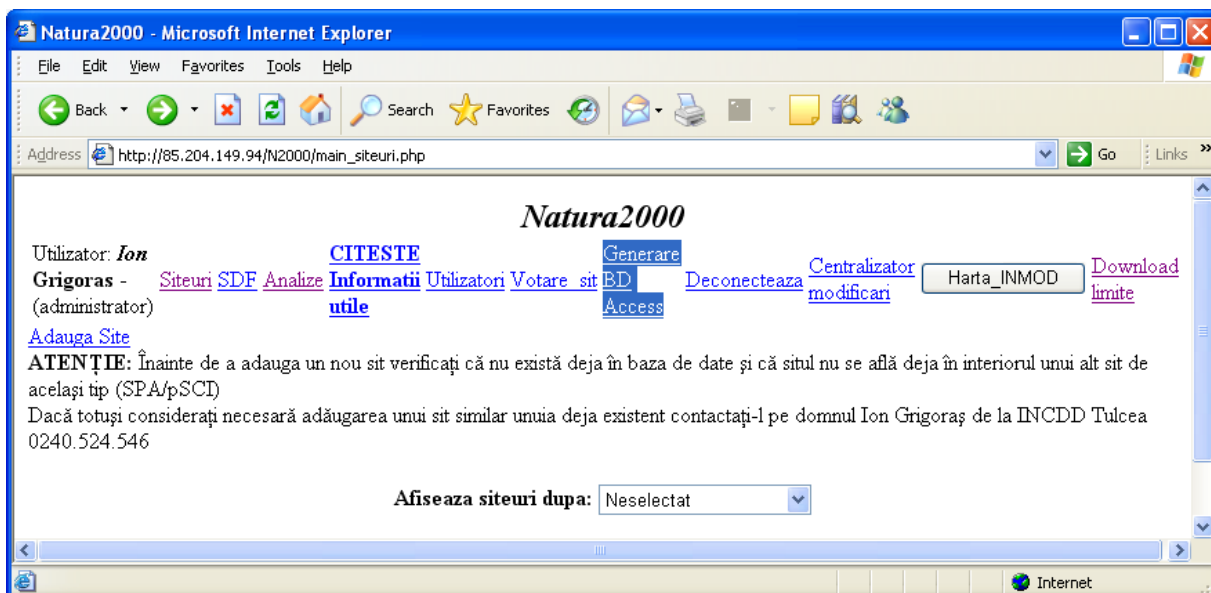 Natura2000 - Microsoft Internet Explorer
File Edit View Favorites Tools Help
Back Search Favorites
Address http://85.204.149.94/N2000/main_siteuri.php Go Links »
Natura2000
Utilizator: Ion Grigoras - (administrator) Siteuri SDF Analize CITESTE Informatii utile Utilizatori Votare_sit Generare BD Access Deconecteaza Centralizator modificari Harta_INMOD Download limite
Adauga Site
ATENȚIE: Înainte de a adauga un nou sit verificați că nu există deja în baza de date și că situl nu se află deja în interiorul unui alt sit de
același tip (SPA/pSCI)
Dacă totuși considerați necesară adăugarea unui sit similar unuia deja existent contactați-l pe domnul Ion Grigoraș de la INCDD Tulcea
0240.524.546
Afiseaza siteuri dupa: Neselectat
Internet